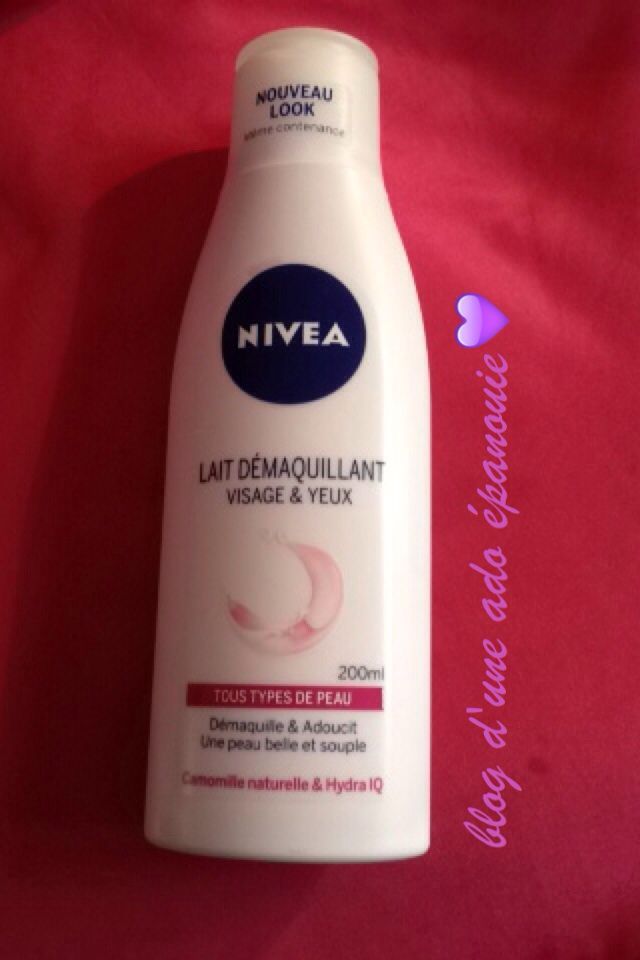 NOUVEAU
LOOK
Même contenance
NIVEA
LAIT DÉMAQUILLANT
VISAGE & YEUX
200ml
TOUS TYPES DE PEAU
Démaquille & Adoucit
Une peau belle et souple
Camomille naturelle & Hydra IQ
blog d'une ado épanouie